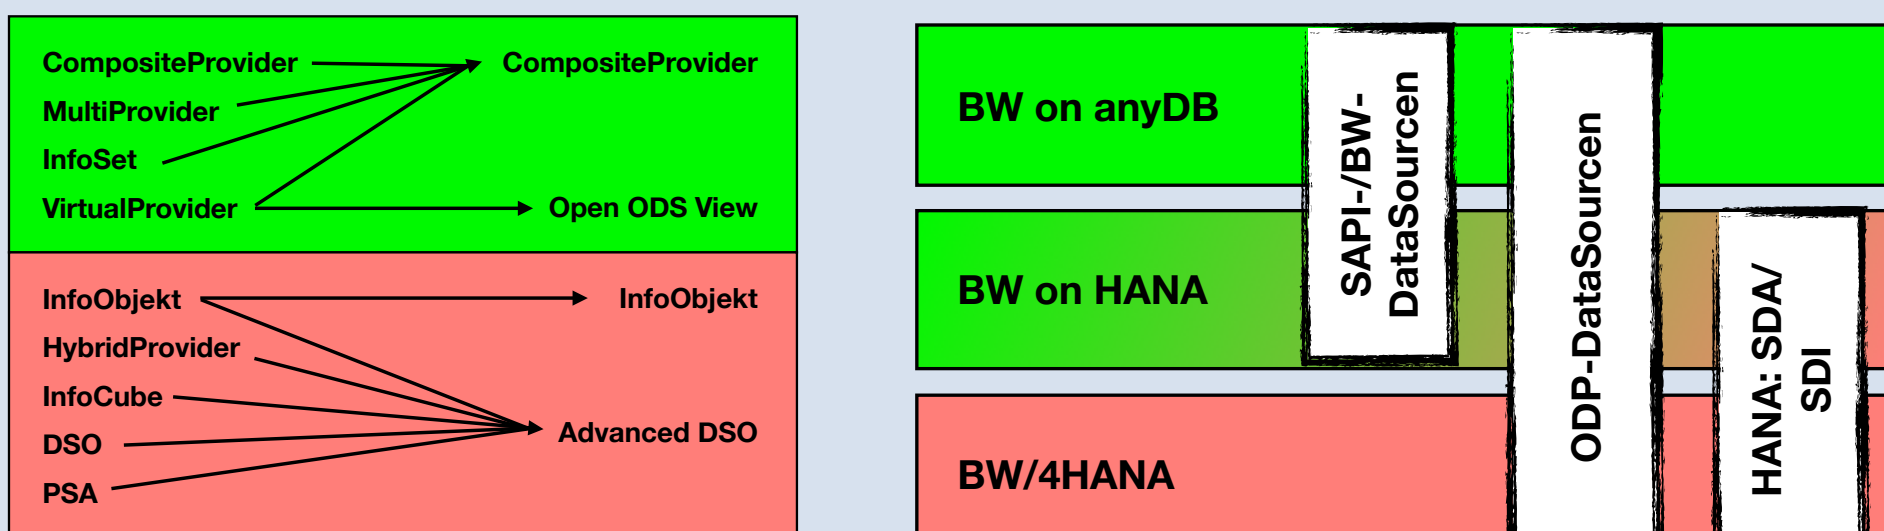 CompositeProvider
MultiProvider
InfoSet
VirtualProvider
CompositeProvider
Open ODS View
InfoObjekt
HybridProvider
InfoCube
DSO
PSA
InfoObjekt
Advanced DSO
BW on anyDB
BW on HANA
BW/4HANA
SAPI-/BW-
DataSourcen
ODP-DataSourcen
HANA: SDA/
SDI